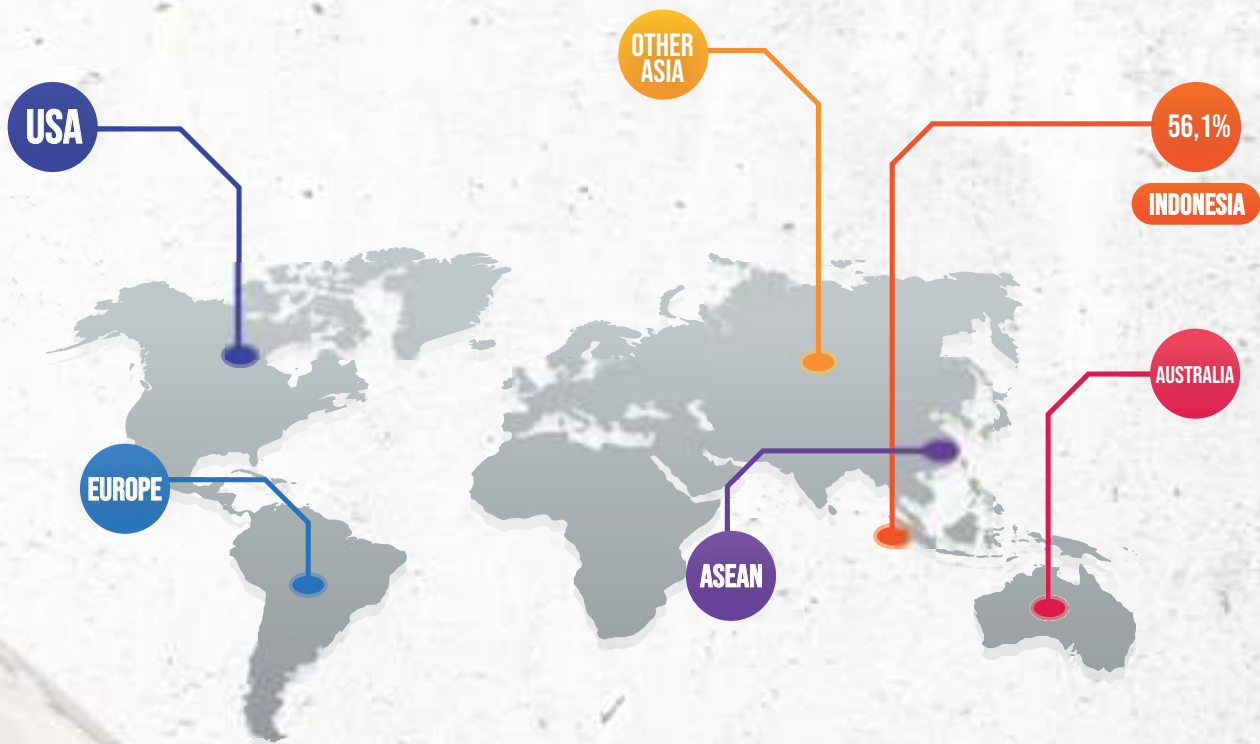 OTHER
ASIA
USA
56,1%
INDONESIA
AUSTRALIA
EUROPE
ASEAN